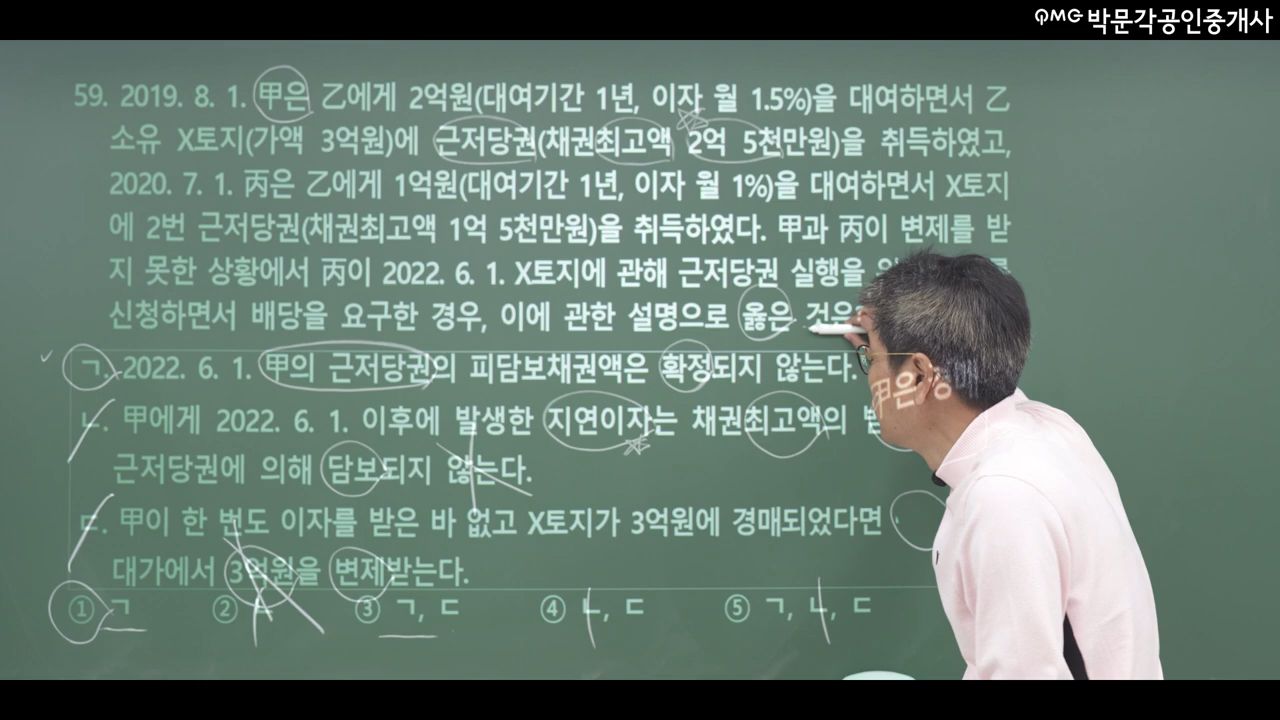 QMG 박문각공인중개사
59. 2019. 8. 1. 甲은 乙에게 2억원(대여기간 1년, 이자 월 1.5%)을 대여하면서 乙
소유 X토지(가액 3억원)에 근저당권(채권최고액 2억 5천만원)을 취득하였고,
2020. 7. 1. 丙은 乙에게 1억원(대여기간 1년, 이자 월 1%)을 대여하면서 X토지
에 2번 근저당권(채권최고액 1억 5천만원)을 취득하였다. 甲과 丙이 변제를 받
지 못한 상황에서 丙이 2022. 6. 1. X토지에 관해 근저당권 실행을
신청하면서 배당을 요구한 경우, 이에 관한 설명으로 옳은 것은
ㄱ. 2022. 6. 1. 甲의 근저당권의 피담보채권액은 확정되지 않는다.
ㄴ. 甲에게 2022. 6. 1. 이후에 발생한 지연이자는 채권최고액의
근저당권에 의해 담보되지 않는다.
ㄷ. 甲이 한 번도 이자를 받은 바 없고 X토지가 3억원에 경매되었다면
甲은
대가에서 3억원을 변제받는다.
① ㄱ ② ㄴ ③ ㄱ, ㄷ ④ ㄴ, ㄷ ⑤ ㄱ, ㄴ, ㄷ